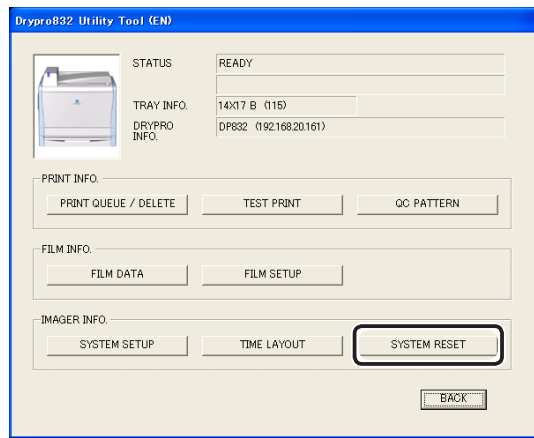 Drypro832 Utility Tool (EN)
STATUS READY
TRAY INFO. 14X17 B (115)
DRYPRO INFO. DP832 (192.168.20.161)
PRINT INFO.
PRINT QUEUE / DELETE TEST PRINT QC PATTERN
FILM INFO.
FILM DATA FILM SETUP
IMAGER INFO.
SYSTEM SETUP TIME LAYOUT SYSTEM RESET
BACK